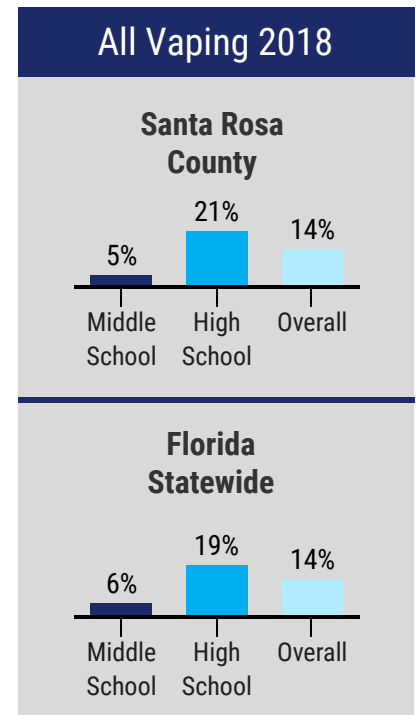 All Vaping 2018
Santa Rosa
County
5%
21%
14%
Middle
School
High
School
Overall
Florida
Statewide
6%
19%
14%
Middle
School
High
School
Overall